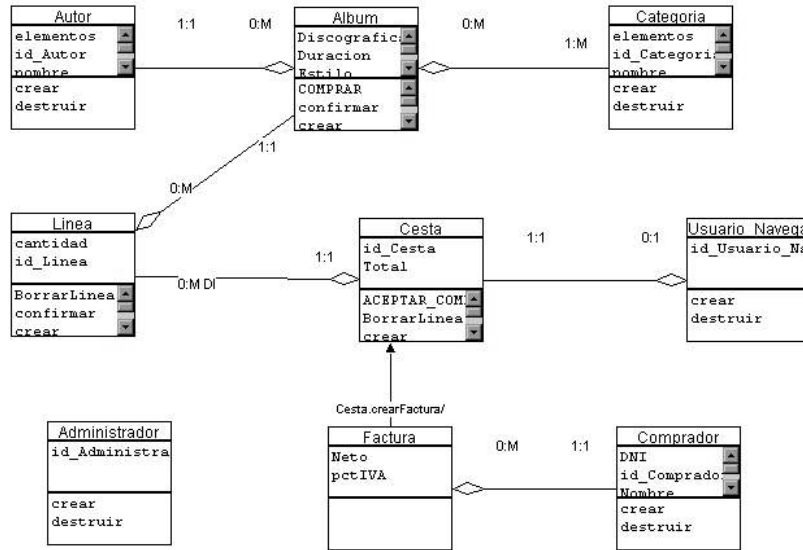 Autor
elementos
id_Autor
nombre
crear
destruir
1:1
0:M
Album
Discografica
Duracion
Estilo
COMPRAR
confirmar
crear
0:M
1:M
Categoria
elementos
id_Categoria
nombre
crear
destruir
1:1
0:M
Linea
cantidad
id_Linea
BorrarLinea
confirmar
crear
0:M DI
1:1
Cesta
id_Cesta
Total
ACEPTAR_COM
BorrarLinea
crear
1:1
0:1
Usuario_Navega
id_Usuario_Na
crear
destruir
Cesta.crearFactura/
Administrador
id_Administra
crear
destruir
Factura
Neto
pctIVA
0:M
1:1
Comprador
DNI
id_Comprado
Nombre
crear
destruir